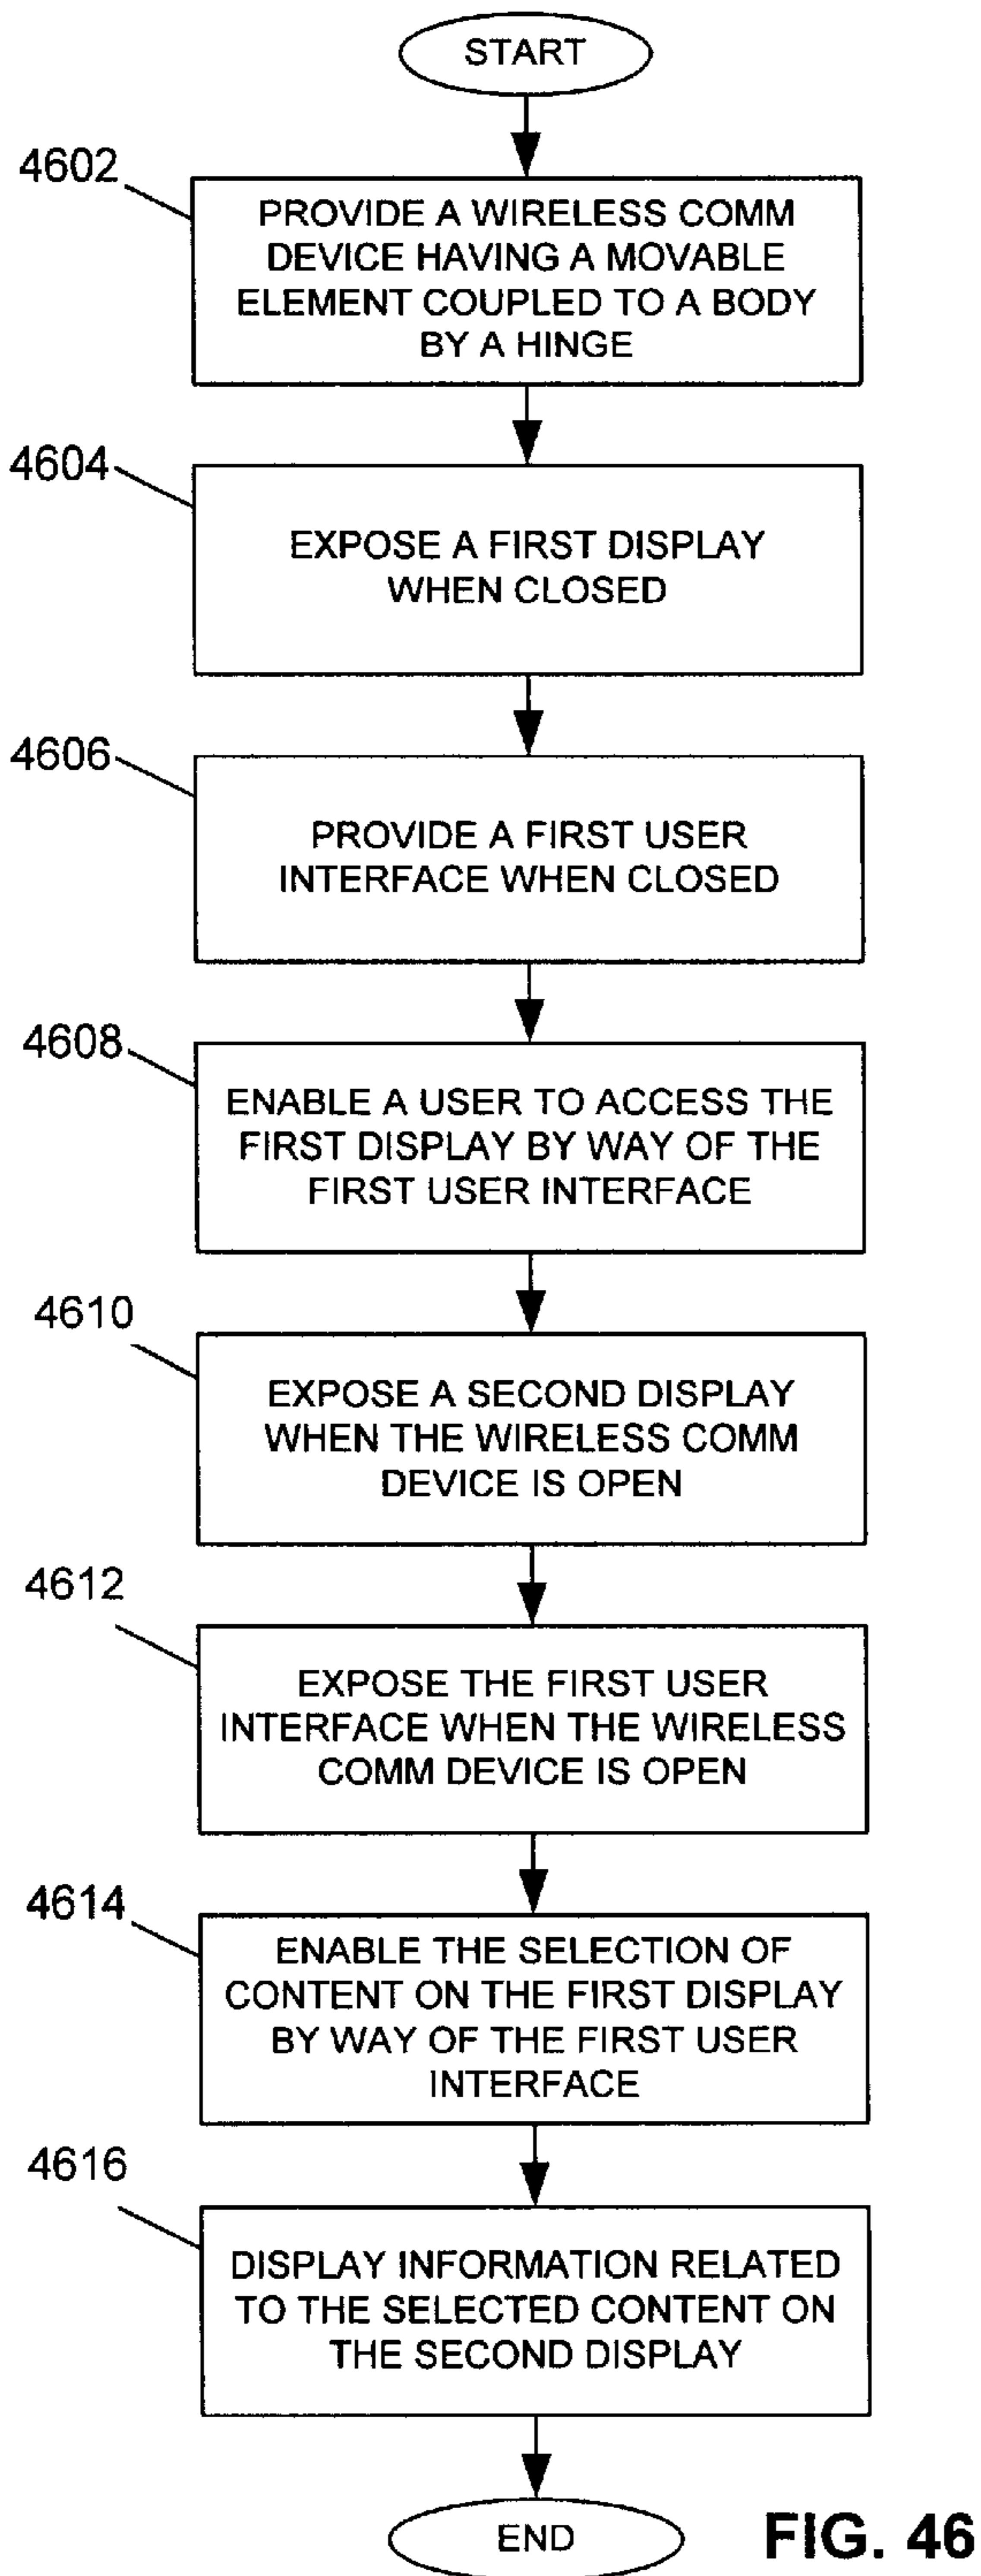 START
4602
PROVIDE A WIRELESS COMM
DEVICE HAVING A MOVABLE
ELEMENT COUPLED TO A BODY
BY A HINGE
4604
EXPOSE A FIRST DISPLAY
WHEN CLOSED
4606
PROVIDE A FIRST USER
INTERFACE WHEN CLOSED
4608
ENABLE A USER TO ACCESS THE
FIRST DISPLAY BY WAY OF THE
FIRST USER INTERFACE
4610
EXPOSE A SECOND DISPLAY
WHEN THE WIRELESS COMM
DEVICE IS OPEN
4612
EXPOSE THE FIRST USER
INTERFACE WHEN THE WIRELESS
COMM DEVICE IS OPEN
4614
ENABLE THE SELECTION OF
CONTENT ON THE FIRST DISPLAY
BY WAY OF THE FIRST USER
INTERFACE
4616
DISPLAY INFORMATION RELATED
TO THE SELECTED CONTENT ON
THE SECOND DISPLAY
END
FIG. 46